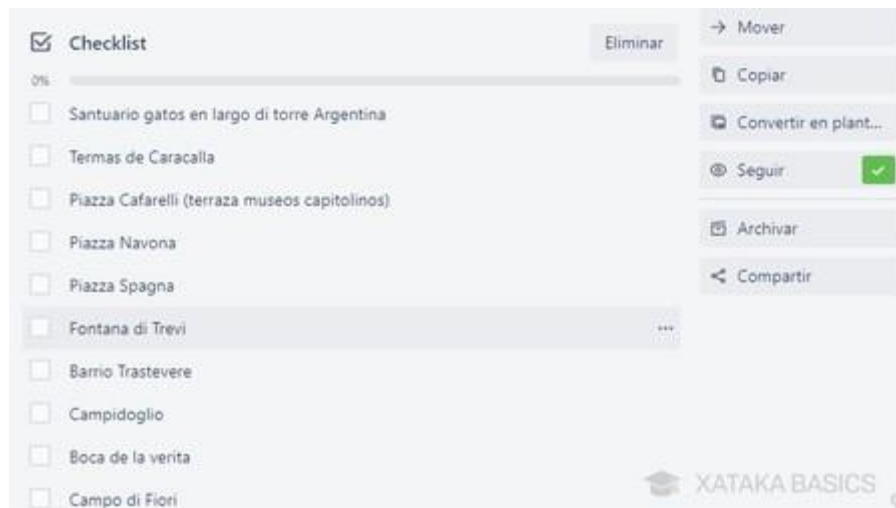 Checklist
Eliminar
0%
Santuario gatos en largo di torre Argentina
Termas de Caracalla
Piazza Cafarelli (terraza museos capitolinos)
Piazza Navona
Piazza Spagna
Fontana di Trevi
Barrio Trastevere
Campidoglio
Boca de la verita
Campo di Fiori
Mover
Copiar
Convertir en plant...
Seguir
Archivar
Compartir
XATAKA BASICS